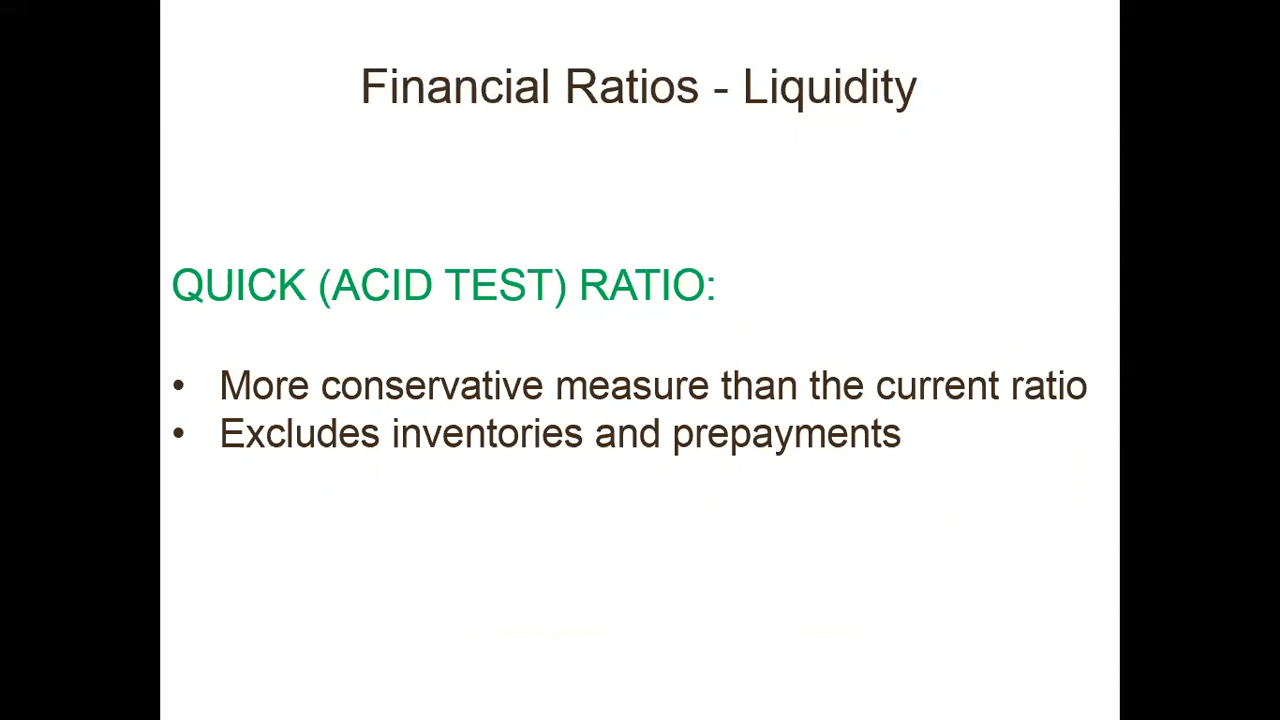 Financial Ratios - Liquidity
QUICK (ACID TEST) RATIO:
• More conservative measure than the current ratio
• Excludes inventories and prepayments